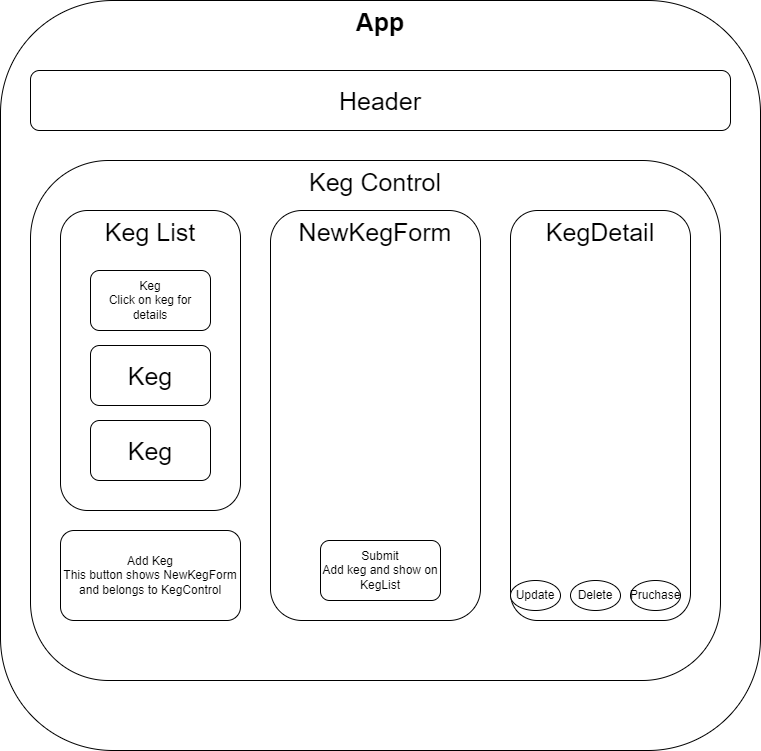 App
Header
Keg Control
Keg List
Keg
Click on keg for
details
Keg
Keg
Add Keg
This button shows NewKegForm
and belongs to KegControl
NewKegForm
Submit
Add keg and show on
KegList
KegDetail
Update
Delete
Pruchase